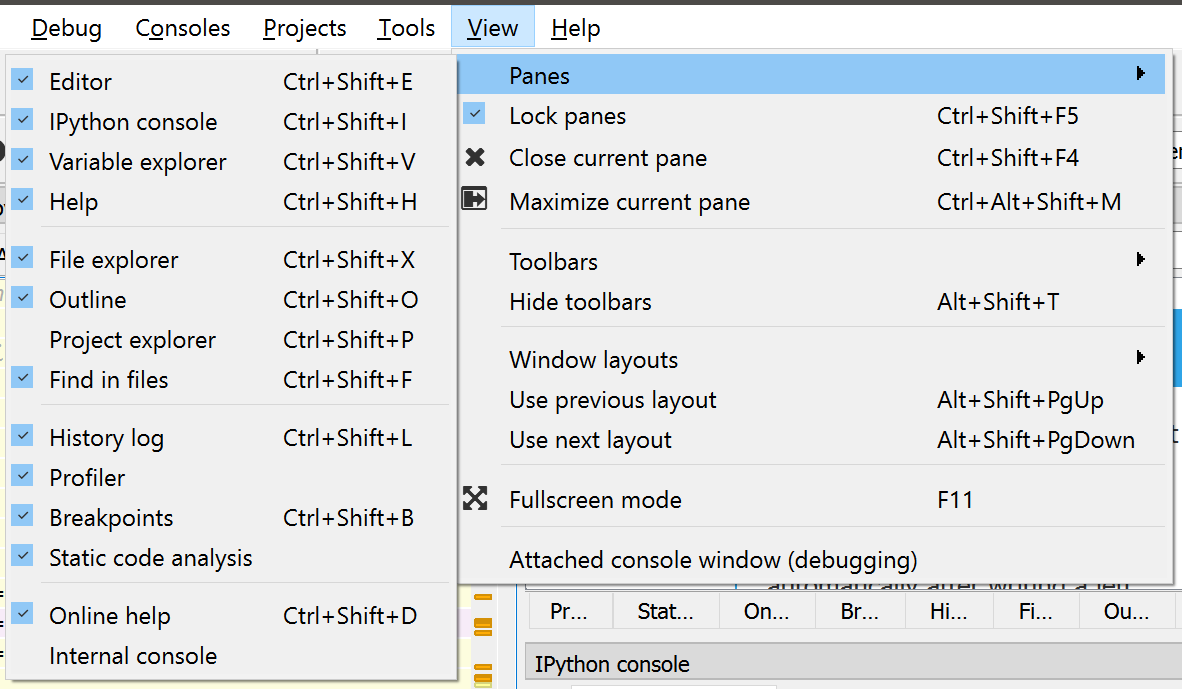 Debug Consoles Projects Tools View Help
Editor Ctrl+Shift+E
IPython console Ctrl+Shift+I
Variable explorer Ctrl+Shift+V
Help Ctrl+Shift+H
File explorer Ctrl+Shift+X
Outline Ctrl+Shift+O
Project explorer Ctrl+Shift+P
Find in files Ctrl+Shift+F
History log Ctrl+Shift+L
Profiler
Breakpoints Ctrl+Shift+B
Static code analysis
Online help Ctrl+Shift+D
Internal console
Panes
Lock panes Ctrl+Shift+F5
Close current pane Ctrl+Shift+F4
Maximize current pane Ctrl+Alt+Shift+M
Toolbars
Hide toolbars Alt+Shift+T
Window layouts
Use previous layout Alt+Shift+PgUp
Use next layout Alt+Shift+PgDown
Fullscreen mode F11
Attached console window (debugging)
Pr... Stat... On... Br... Hi... Fi... Ou...
IPython console